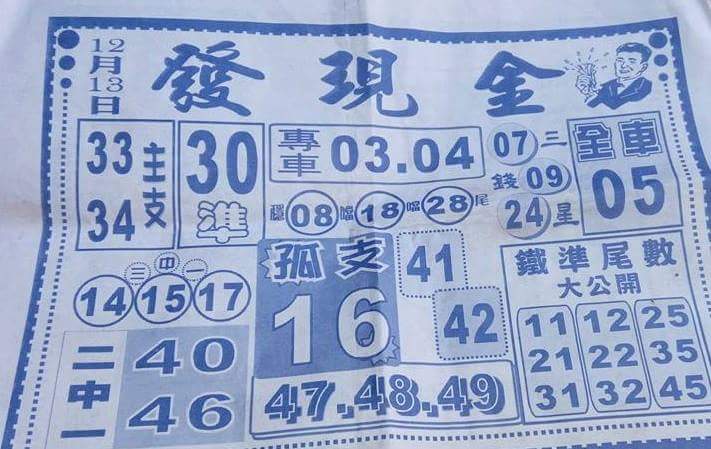 12月13日
發現金
33 34 主支
30 準
專車 03.04
07 二
錢 09
24 星
全車 05
08 18 28 尾
三中一
14 15 17
孤支 16
41
42
鐵準尾數
大公開
11 12 25
21 22 35
31 32 45
二中一 40 46
47.48.49